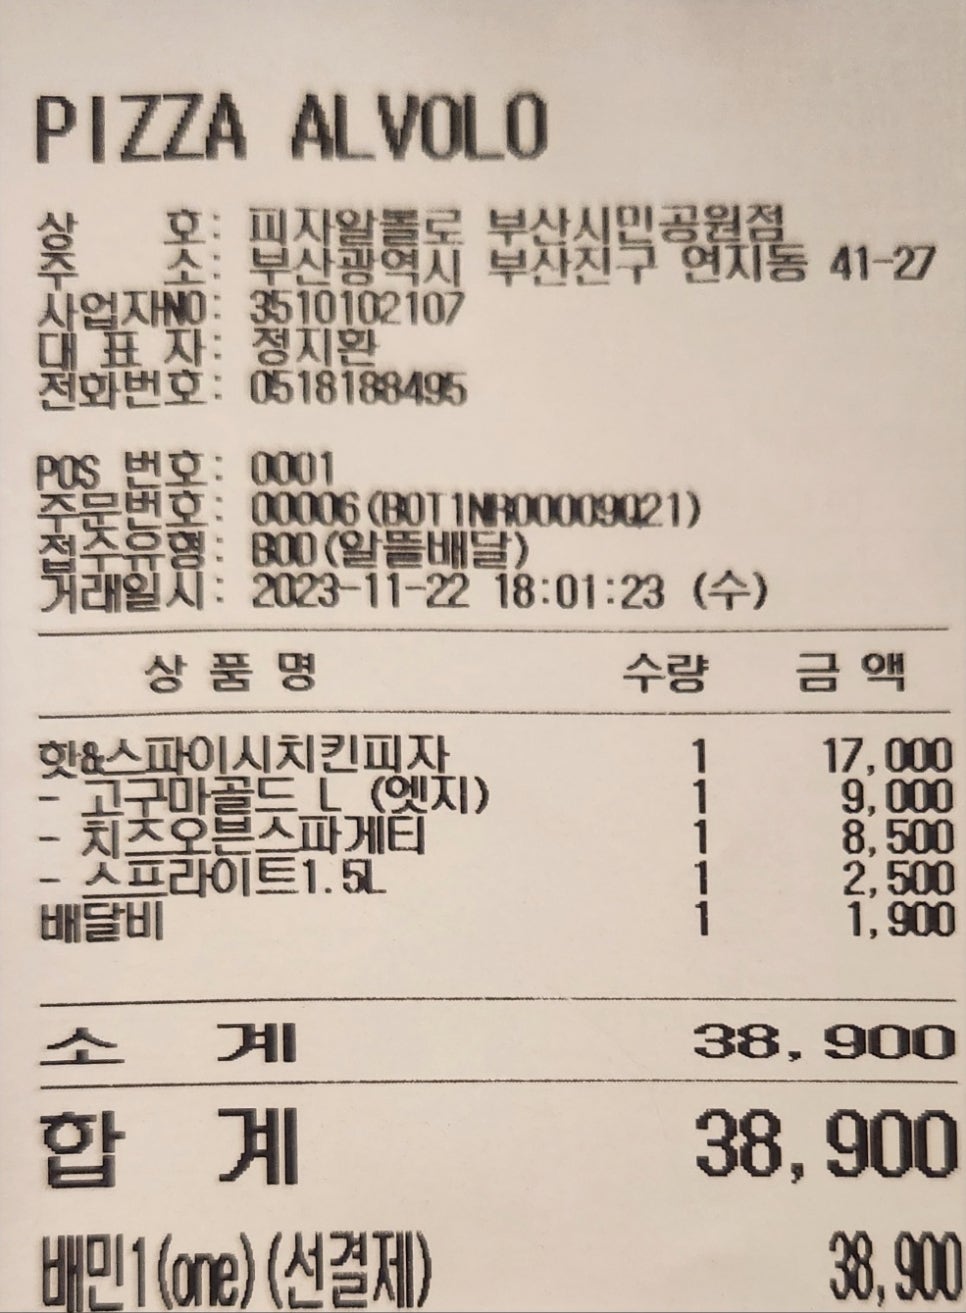 PIZZA ALVOLO
상 호: 피자알볼로 부산시민공원점
주 소: 부산광역시 부산진구 연지동 41-27
사업자NO: 3510102107
대 표 자: 정지환
전화번호: 0518188495
POS 번호: 0001
주문번호: 00006(B0T1NR00009021)
접수유형: BOO(알뜰배달)
거래일시: 2023-11-22 18:01:23 (수)
상 품 명 수량 금 액
핫&스파이시치킨피자 1 17,000
- 고구마골드 L (엣지) 1 9,000
- 치즈오븐스파게티 1 8,500
- 스프라이트1.5L 1 2,500
배달비 1 1,900
소 계 38,900
합 계 38,900
배민1(one)(선결제) 38,900